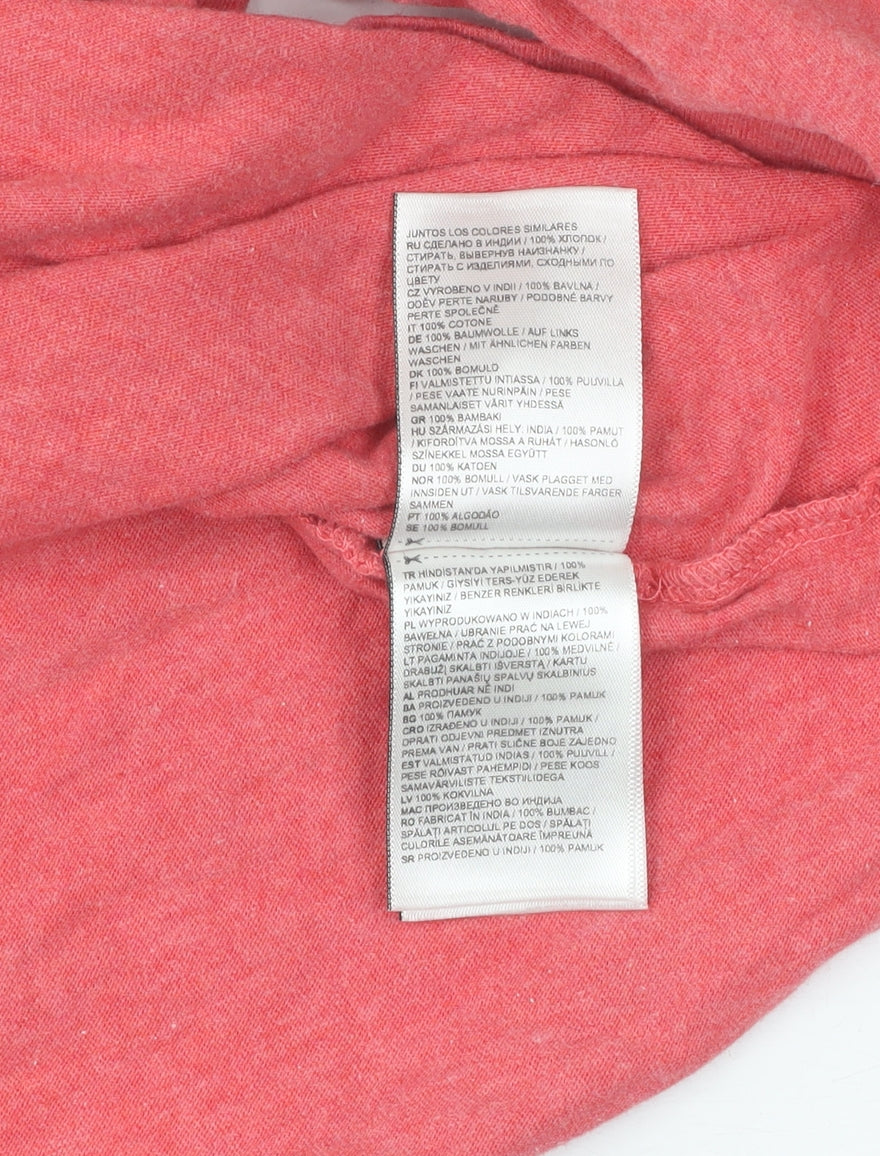 JUNTOS LOS COLORES SIMILARES
RU СДЕЛАНО В ИНДИИ / 100% ХЛОПОК /
СТИРАТЬ, ВЫВЕРНУВ НАИЗНАНКУ /
СТИРАТЬ С ИЗДЕЛИЯМИ, СХОДНЫМИ ПО
ЦВЕТУ
CZ VYROBENO V INDII / 100% BAVLNA /
ODĚV PERTE NARUBY / PODOBNÉ BARVY
PERTE SPOLEČNĚ
IT 100% COTONE
DE 100% BAUMWOLLE / AUF LINKS
WASCHEN / MIT ÄHNLICHEN FARBEN
WASCHEN
DK 100% BOMULD
FI VALMISTETTU INTIASSA / 100% PUUVILLA
/ PESE VAATE NURINPÄIN / PESE
SAMANLAISET VÄRIT YHDESSÄ
GR 100% BAMBAKI
HU SZÁRMAZÁSI HELY: INDIA / 100% PAMUT
/ KIFORDÍTVA MOSSA A RUHÁT / HASONLÓ
SZÍNEKKEL MOSSA EGYÜTT
DU 100% KATOEN
NOR 100% BOMULL / VASK PLAGGET MED
INNSIDEN UT / VASK TILSVARENDE FARGER
SAMMEN
PT 100% ALGODÃO
SE 100% BOMULL
TR HİNDİSTAN'DA YAPILMIŞTIR / 100%
PAMUK / GİYSİYİ TERS-YÜZ EDEREK
YIKAYINIZ / BENZER RENKLERİ BİRLİKTE
YIKAYINIZ
PL WYPRODUKOWANO W INDIACH / 100%
BAWEŁNA / UBRANIE PRAĆ NA LEWEJ
STRONIE / PRAĆ Z PODOBNYMI KOLORAMI
LT PAGAMINTA INDIJOJE / 100% MEDVILNĖ /
DRABUŽĮ SKALBTI IŠVERSTĄ / KARTU
SKALBTI PANAŠIŲ SPALVŲ SKALBINIUS
AL PRODHUAR NË INDI
BA PROIZVEDENO U INDIJI / 100% PAMUK
BG 100% ПАМУК
CRO IZRAĐENO U INDIJI / 100% PAMUK /
OPRATI ODJEVNI PREDMET IZNUTRA
PREMA VAN / PRATI SLIČNE BOJE ZAJEDNO
EST VALMISTATUD INDIAS / 100% PUUVILL /
PESE RÕIVAST PAHEMPIDI / PESE KOOS
SAMAVÄRVILISTE TEKSTIILIDEGA
LV 100% KOKVILNA
MAC ПРОИЗВЕДЕНО ВО ИНДИЈА
RO FABRICAT ÎN INDIA / 100% BUMBAC /
SPĂLAȚI ARTICOLUL PE DOS / SPĂLAȚI
CULORILE ASEMĂNĂTOARE ÎMPREUNĂ
SR PROIZVEDENO U INDIJI / 100% PAMUK